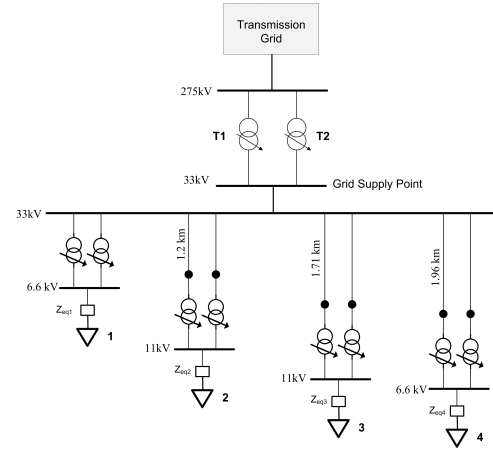 Transmission
Grid
275kV
T1
T2
33kV
Grid Supply Point
33kV
1.2 km
1.71 km
1.96 km
6.6 kV
Zeq1
1
11kV
Zeq2
2
11kV
Zeq3
3
6.6 kV
Zeq4
4